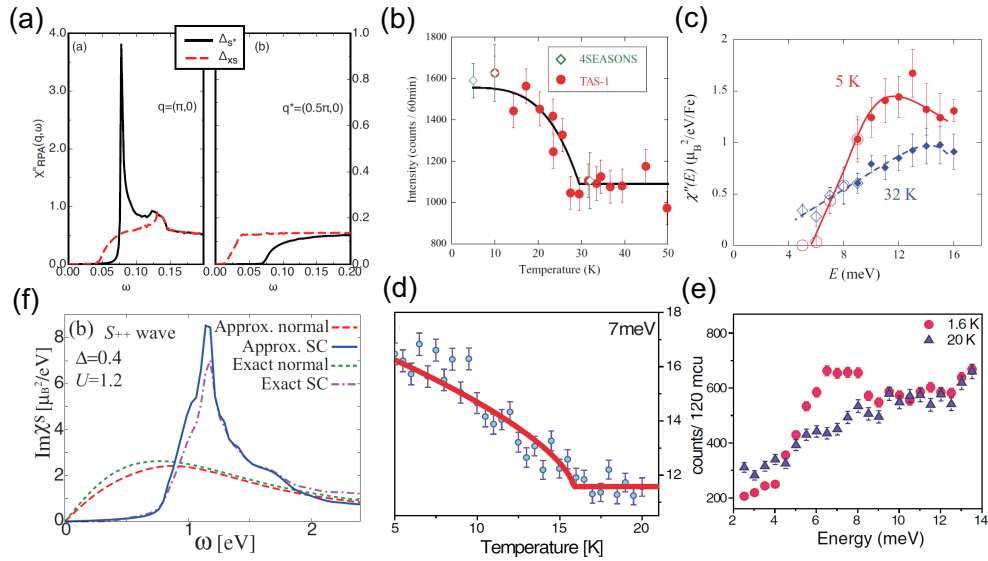 (a)
4.0
3.0
2.0
1.0
0
χ"RPA(q,ω)
(a)
Δs*
Δxs
q=(π,0)
0.00 0.05 0.10 0.15
ω
(b)
q*=(0.5π,0)
1.0
0.8
0.6
0.4
0.2
0.0
0.00 0.05 0.10 0.15 0.20
ω
(b)
1800
1600
1400
1200
1000
800
Intensity (counts / 60min)
4SEASONS
TAS-1
0 10 20 30 40 50
Temperature (K)
(c)
2
1.5
1
0.5
0
χ"(E) (μB²/eV/Fe)
5 K
32 K
0 4 8 12 16
E (meV)
(f)
8
6
4
2
0
Imχˢ [μB²/eV]
(b) S++ wave
Δ=0.4
U=1.2
Approx. normal
Approx. SC
Exact normal
Exact SC
0 1 2
ω [eV]
(d)
7meV
18
16
14
12
5 10 15 20
Temperature [K]
(e)
800
600
400
200
counts/ 120 mcu
1.6 K
20 K
2 4 6 8 10 12 14
Energy (meV)